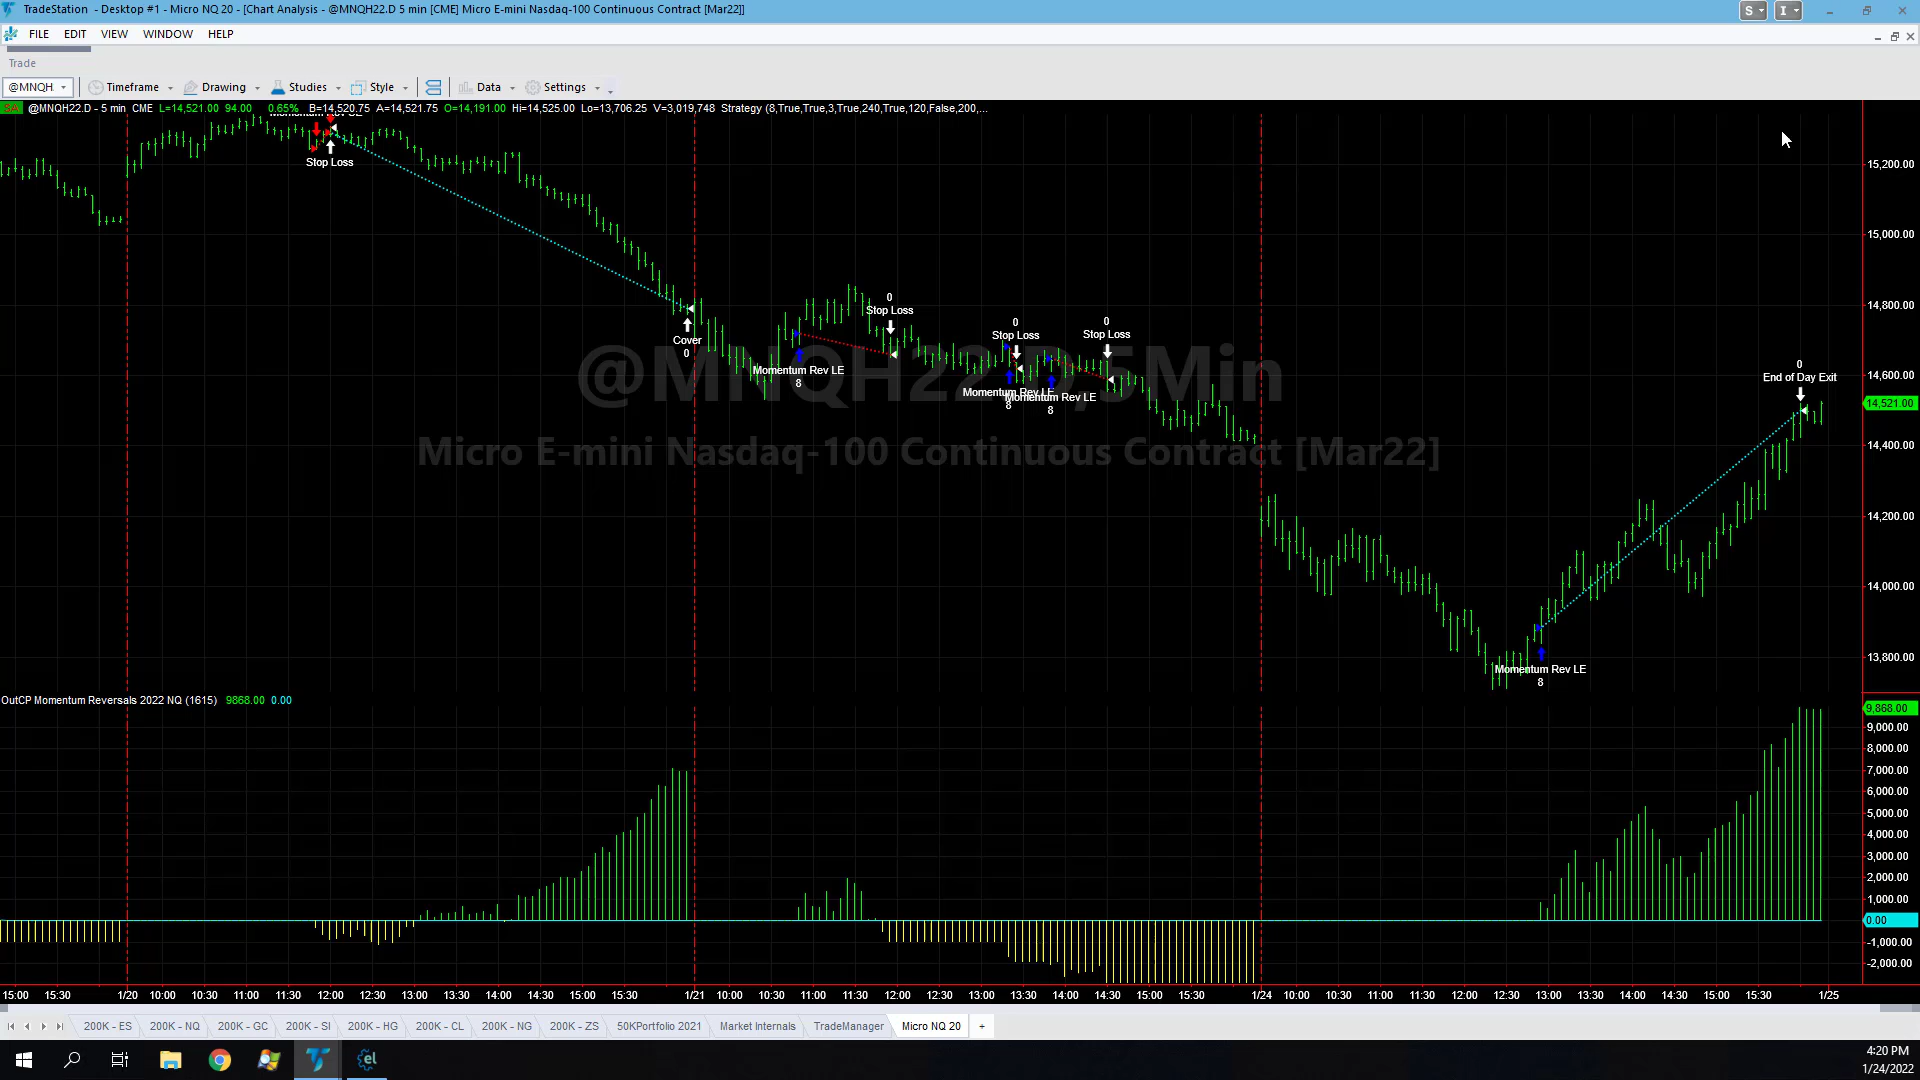 TradeStation - Desktop #1 - Micro NQ 20 - [Chart Analysis - @MNQH22.D 5 min [CME] Micro E-mini Nasdaq-100 Continuous Contract [Mar22]]
S I
FILE EDIT VIEW WINDOW HELP
Trade
@MNQH Timeframe Drawing Studies Style Data Settings
SA @MNQH22.D - 5 min CME L=14,521.00 94.00 0.65% B=14,520.75 A=14,521.75 O=14,191.00 Hi=14,525.00 Lo=13,706.25 V=3,019,748 Strategy (8,True,True,3,True,240,True,120,False,200,...
Stop Loss
Cover
0
Momentum Rev LE
8
0
Stop Loss
0
Stop Loss
Momentum Rev LE
8
Momentum Rev LE
8
0
Stop Loss
0
End of Day Exit
Momentum Rev LE
8
@MNQH22.D,5Min
Micro E-mini Nasdaq-100 Continuous Contract [Mar22]
15,200.00
15,000.00
14,800.00
14,600.00
14,521.00
14,400.00
14,200.00
14,000.00
13,800.00
OutCP Momentum Reversals 2022 NQ (1615) 9868.00 0.00
9,868.00
9,000.00
8,000.00
7,000.00
6,000.00
5,000.00
4,000.00
3,000.00
2,000.00
1,000.00
0.00
-1,000.00
-2,000.00
15:00 15:30 1/20 10:00 10:30 11:00 11:30 12:00 12:30 13:00 13:30 14:00 14:30 15:00 15:30 1/21 10:00 10:30 11:00 11:30 12:00 12:30 13:00 13:30 14:00 14:30 15:00 15:30 1/24 10:00 10:30 11:00 11:30 12:00 12:30 13:00 13:30 14:00 14:30 15:00 15:30 1/25
200K - ES 200K - NQ 200K - GC 200K - SI 200K - HG 200K - CL 200K - NG 200K - ZS 50KPortfolio 2021 Market Internals TradeManager Micro NQ 20 +
el
4:20 PM
1/24/2022